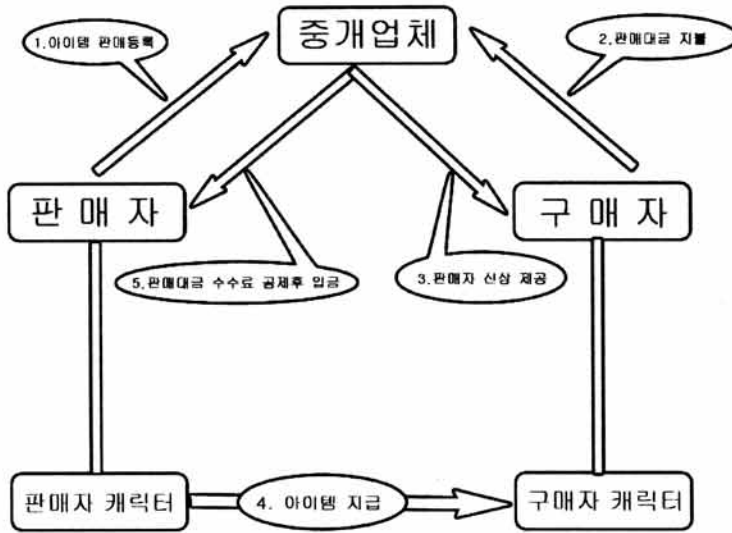 중개업체
1.아이템 판매등록
2.판매대금 지불
판 매 자
구 매 자
5.판매대금 수수료 공제후 입금
3.판매자 신상 제공
판매자 캐릭터
4. 아이템 지급
구매자 캐릭터